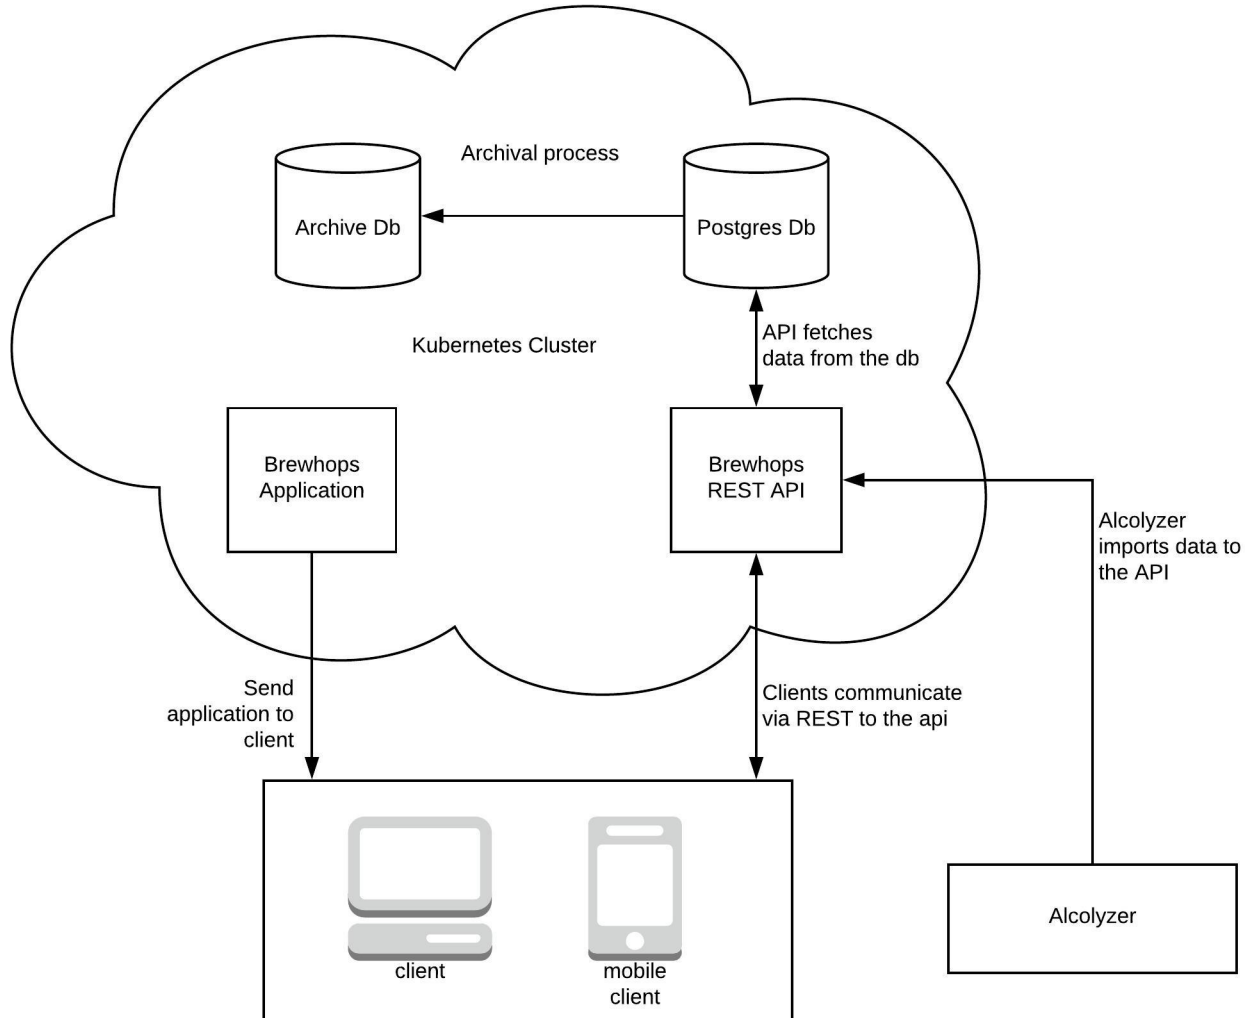 Archival process
Archive Db
Postgres Db
Kubernetes Cluster
API fetches
data from the db
Brewhops
Application
Brewhops
REST API
Alcolyzer
imports data to
the API
Send
application to
client
Clients communicate
via REST to the api
client
mobile
client
Alcolyzer